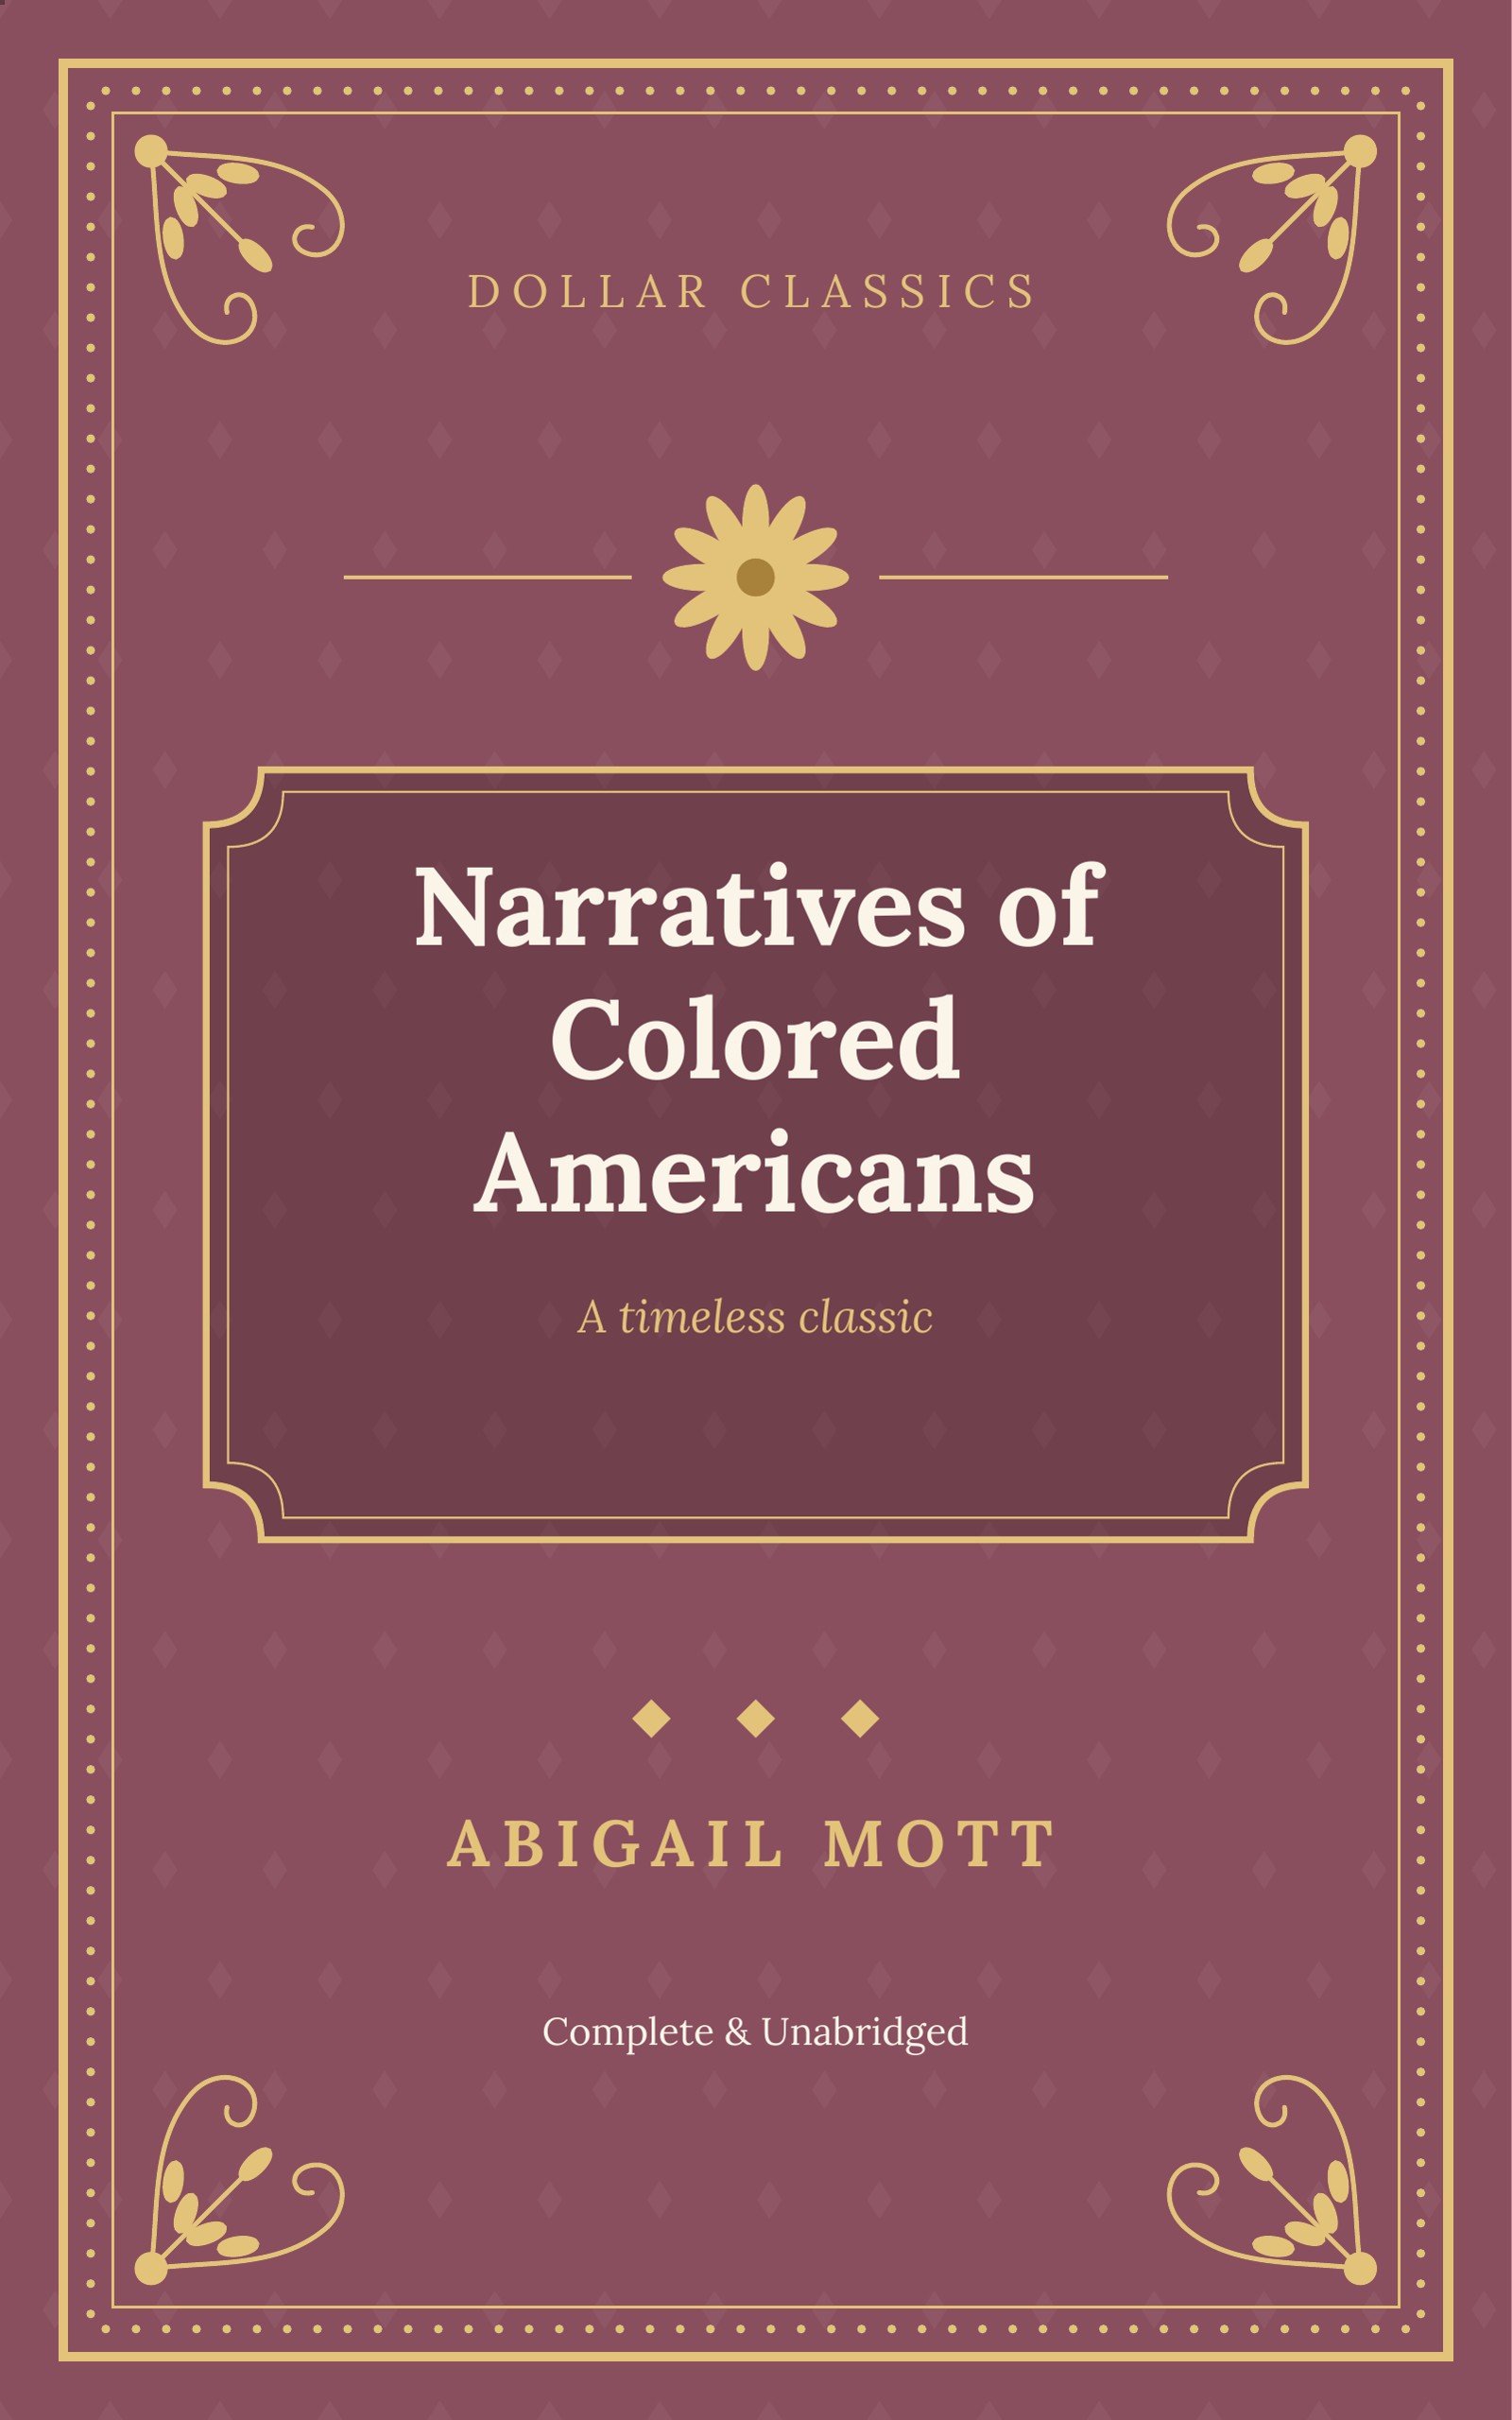 DOLLAR CLASSICS
Narratives of
Colored
Americans
A timeless classic
ABIGAIL MOTT
Complete & Unabridged